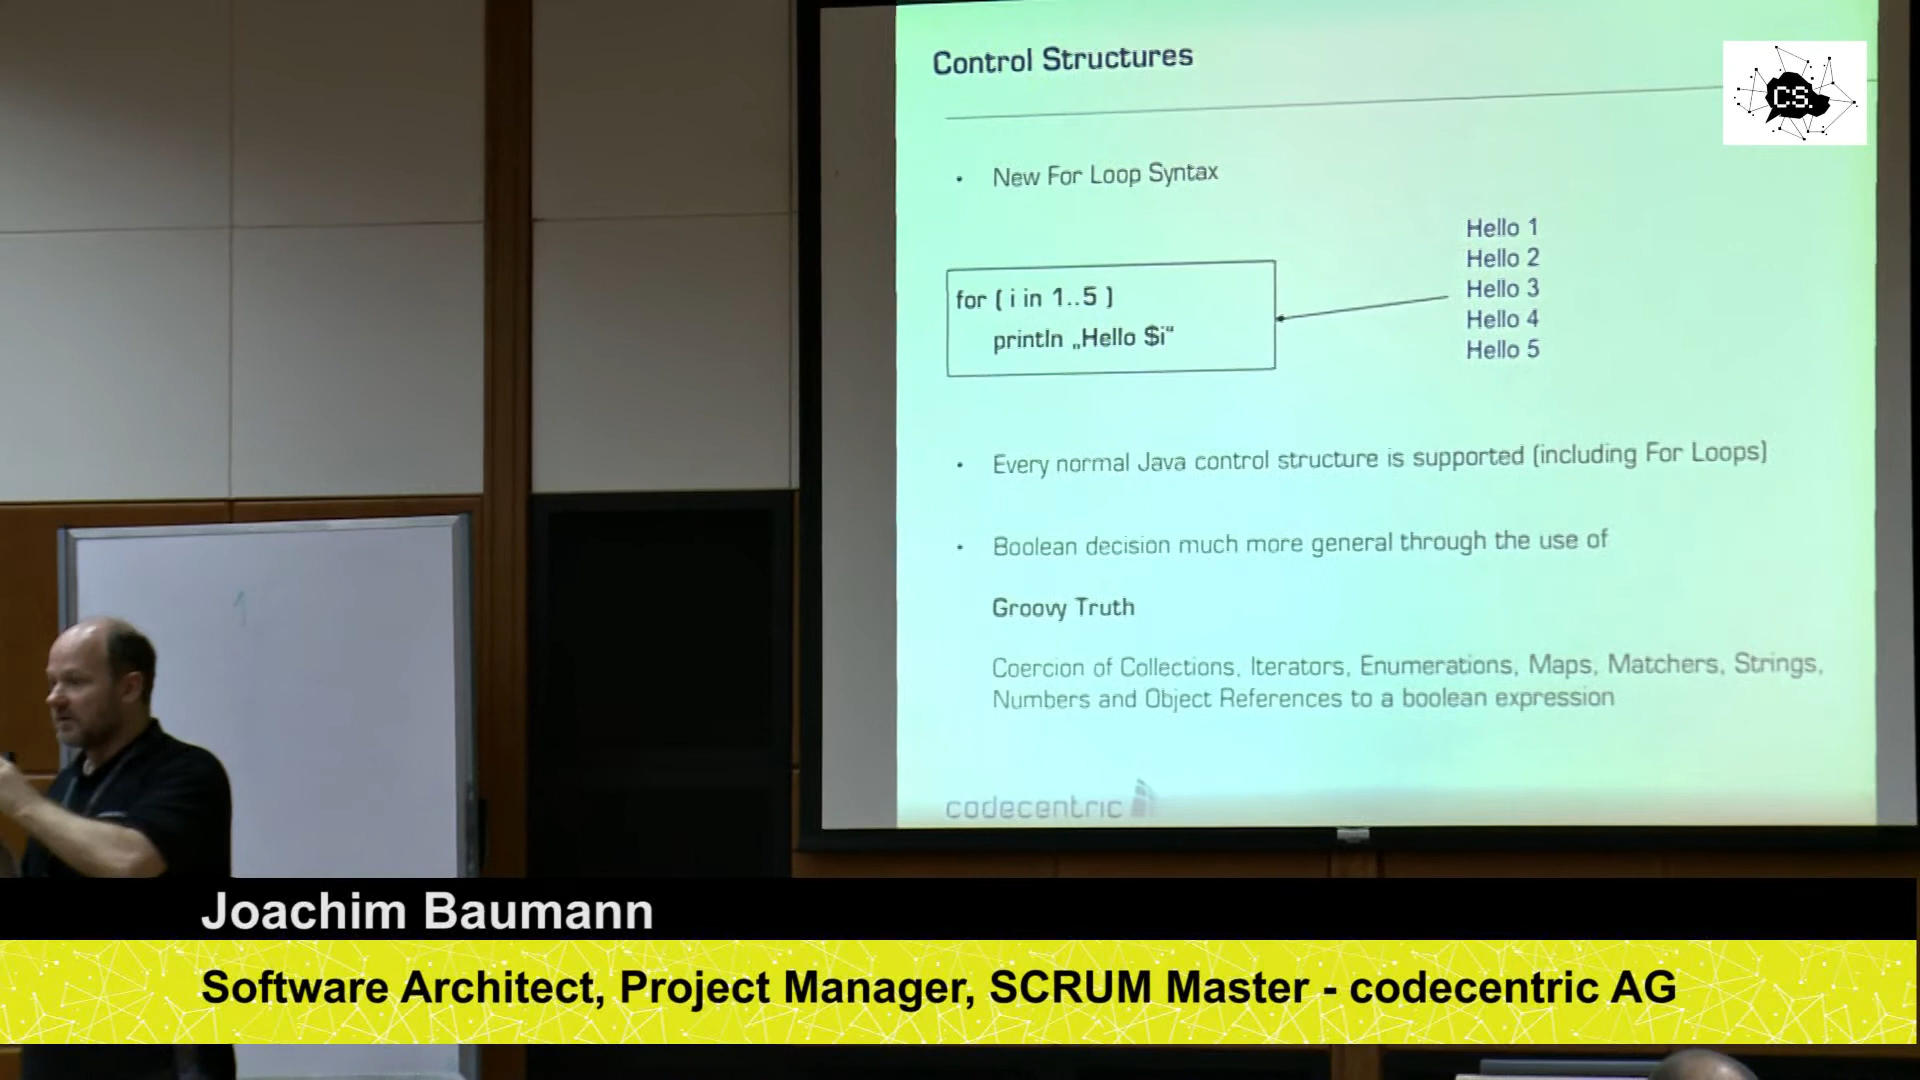 Control Structures
CS.
• New For Loop Syntax
for ( i in 1..5 )
println „Hello $i“
Hello 1
Hello 2
Hello 3
Hello 4
Hello 5
• Every normal Java control structure is supported (including For Loops)
• Boolean decision much more general through the use of
Groovy Truth
Coercion of Collections, Iterators, Enumerations, Maps, Matchers, Strings,
Numbers and Object References to a boolean expression
codecentric
1
Joachim Baumann
Software Architect, Project Manager, SCRUM Master - codecentric AG